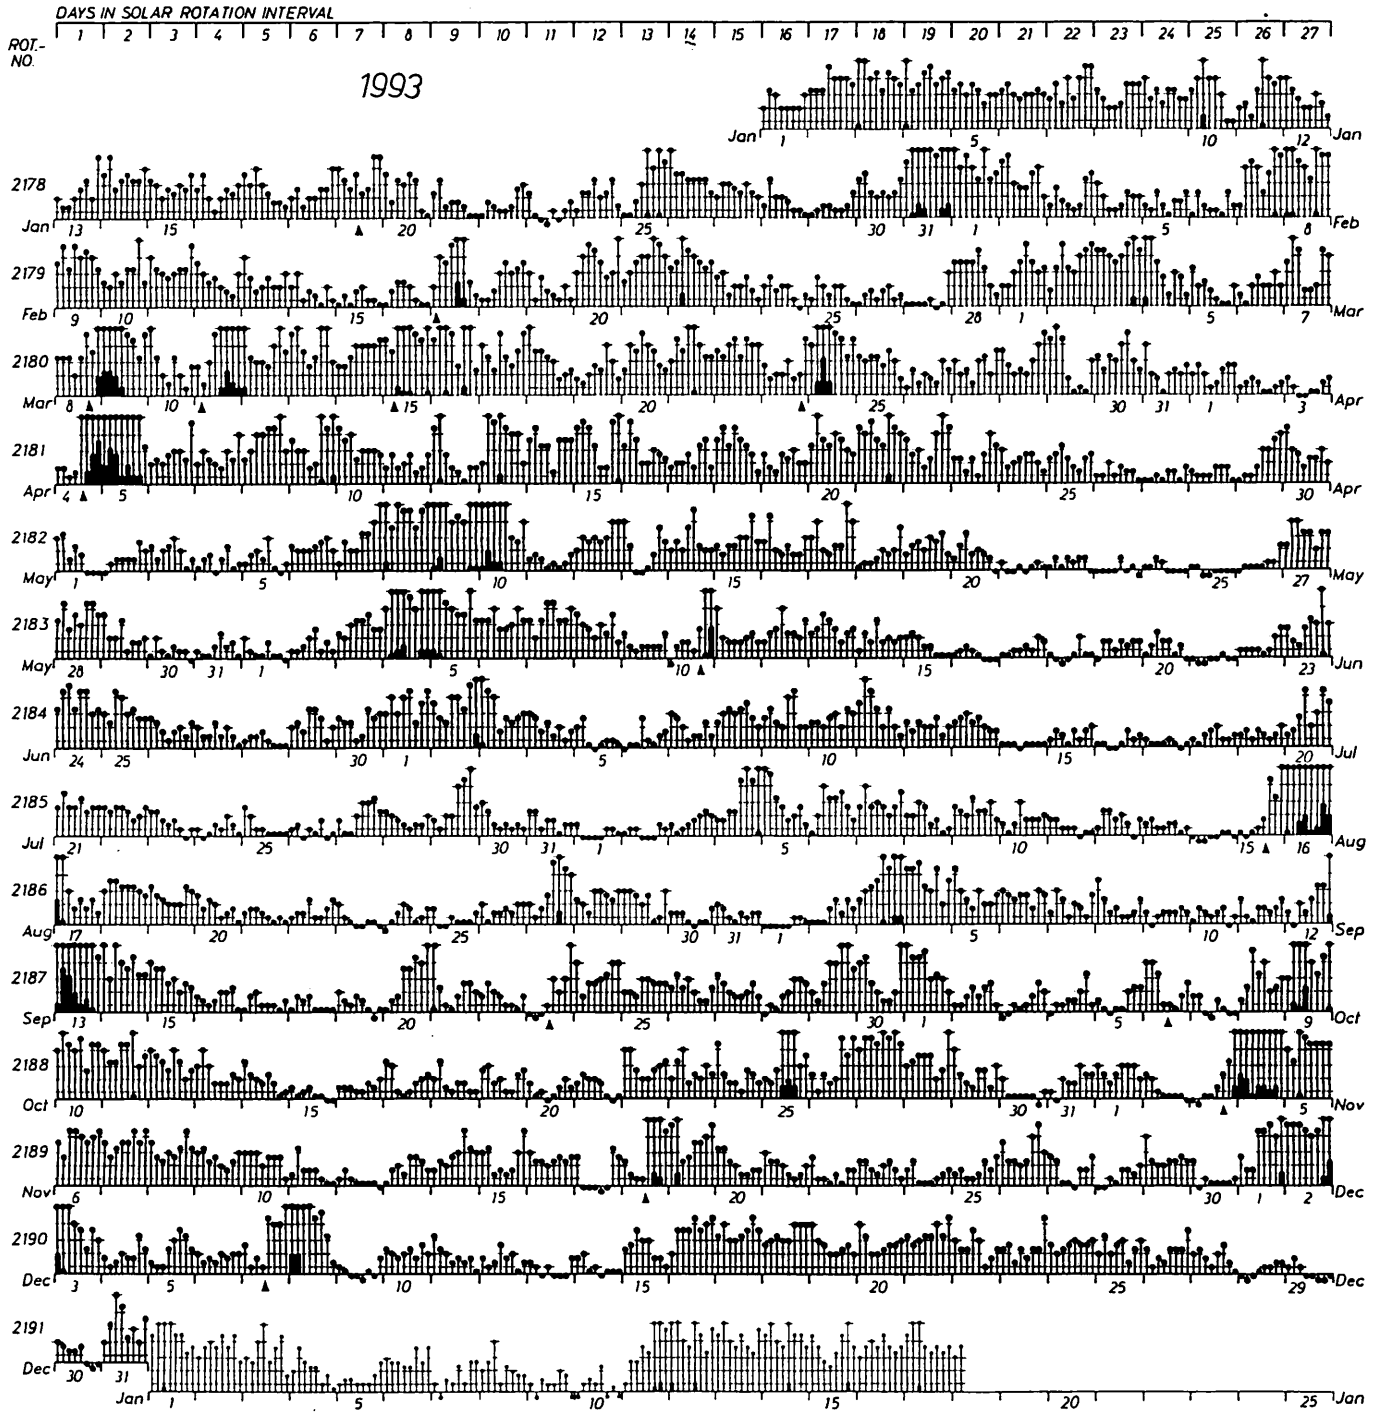 DAYS IN SOLAR ROTATION INTERVAL
1 2 3 4 5 6 7 8 9 10 11 12 13 14 15 16 17 18 19 20 21 22 23 24 25 26 27
ROT.-
NO.
1993
Jan 1 5 10 12 Jan
2178
Jan 13 15 20 25 30 31 1 5 8 Feb
2179
Feb 9 10 15 20 25 28 1 5 7 Mar
2180
Mar 8 10 15 20 25 30 31 1 3 Apr
2181
Apr 4 5 10 15 20 25 30 Apr
2182
May 1 5 10 15 20 25 27 May
2183
May 28 30 31 1 5 10 15 20 23 Jun
2184
Jun 24 25 30 1 5 10 15 20 Jul
2185
Jul 21 25 30 31 1 5 10 15 16 Aug
2186
Aug 17 20 25 30 31 1 5 10 12 Sep
2187
Sep 13 15 20 25 30 1 5 9 Oct
2188
Oct 10 15 20 25 30 31 1 5 Nov
2189
Nov 6 10 15 20 25 30 1 2 Dec
2190
Dec 3 5 10 15 20 25 29 Dec
2191
Dec 30 31
Jan 1 5 10 15 20 25 Jan